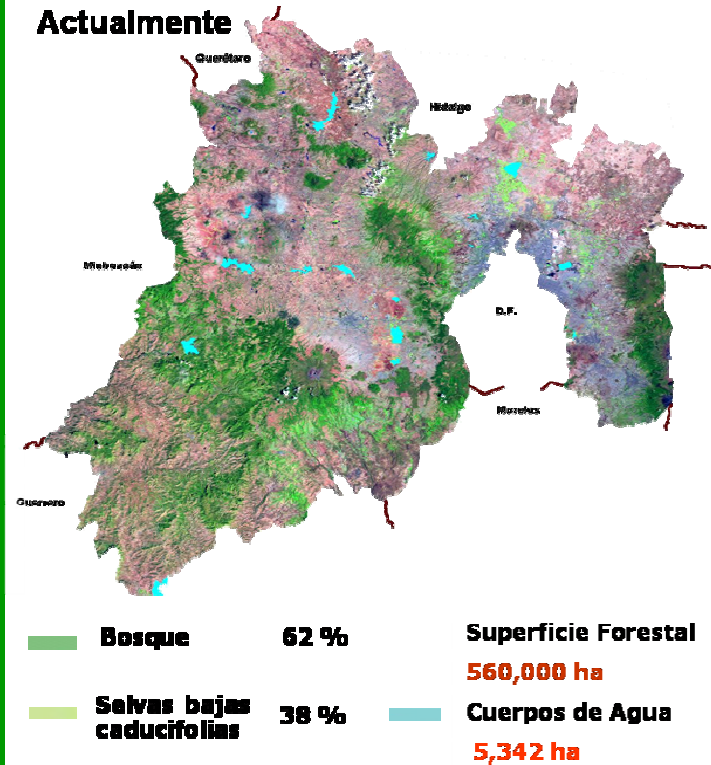 Actualmente
Querétaro
Hidalgo
Michoacán
D.F.
Morelos
Guerrero
Bosque 62 %
Selvas bajas
caducifolias 38 %
Superficie Forestal
560,000 ha
Cuerpos de Agua
5,342 ha